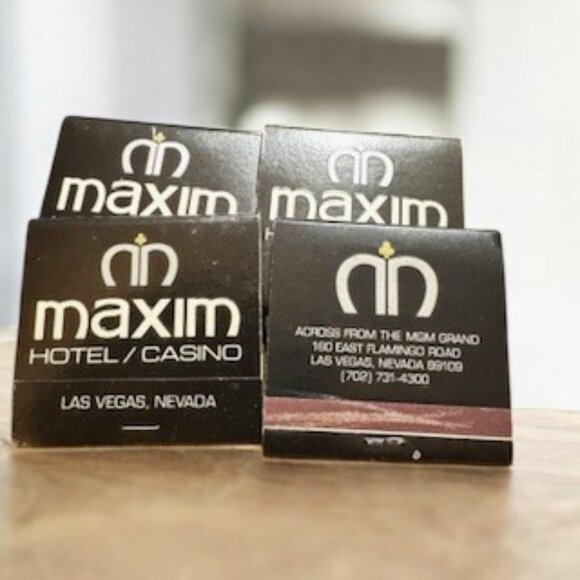 maxim
maxim
maxim
HOTEL / CASINO
LAS VEGAS, NEVADA
ACROSS FROM THE MGM GRAND
160 EAST FLAMINGO ROAD
LAS VEGAS, NEVADA 89109
(702) 731-4300